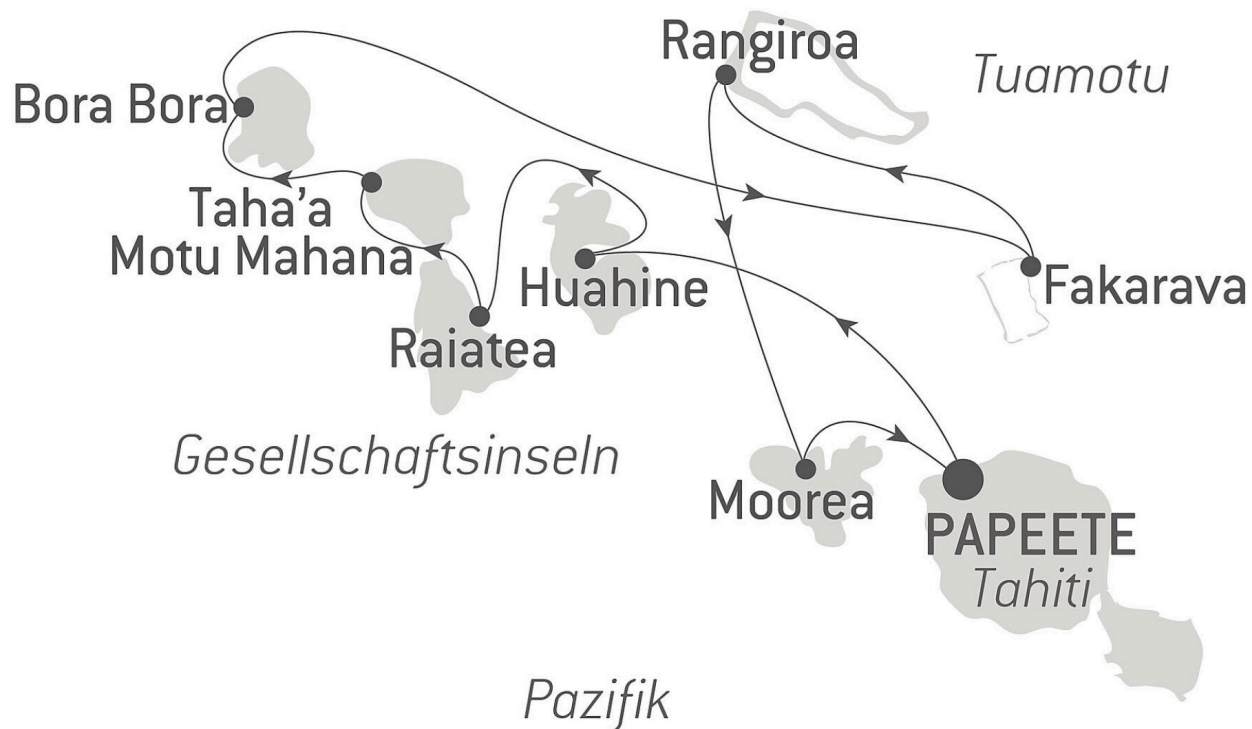 Rangiroa
Tuamotu
Bora Bora
Taha’a
Motu Mahana
Huahine
Fakarava
Raiatea
Gesellschaftsinseln
Moorea
PAPEETE
Tahiti
Pazifik